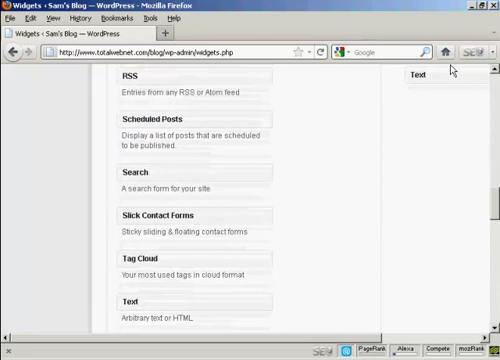 Widgets ‹ Sam's Blog — WordPress - Mozilla Firefox
File Edit View History Bookmarks Tools Help
Widgets ‹ Sam's Blog — WordPress
http://www.totalwebnet.com/blog/wp-admin/widgets.php
Google
SEO
RSS
Text
Entries from any RSS or Atom feed
Scheduled Posts
Display a list of posts that are scheduled
to be published.
Search
A search form for your site
Slick Contact Forms
Sticky sliding & floating contact forms
Tag Cloud
Your most used tags in cloud format
Text
Arbitrary text or HTML
SEO PageRank Alexa Compete mozRank